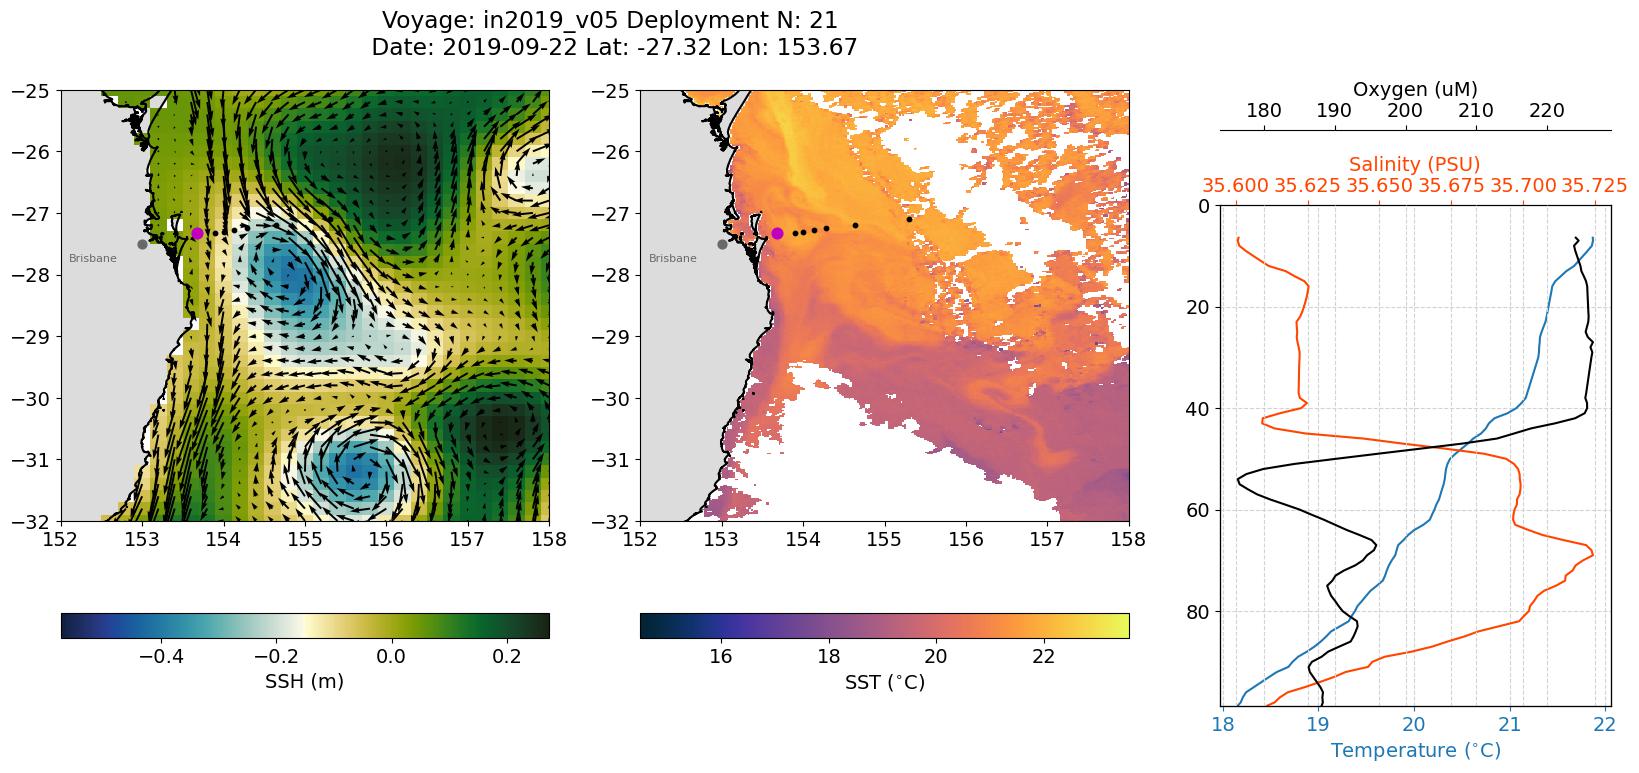 Voyage: in2019_v05 Deployment N: 21
Date: 2019-09-22 Lat: -27.32 Lon: 153.67
−25
−26
−27
−28
−29
−30
−31
−32
152 153 154 155 156 157 158
Brisbane
−0.4 −0.2 0.0 0.2
SSH (m)
−25
−26
−27
−28
−29
−30
−31
−32
152 153 154 155 156 157 158
Brisbane
16 18 20 22
SST (°C)
Oxygen (uM)
180 190 200 210 220
Salinity (PSU)
35.600 35.625 35.650 35.675 35.700 35.725
0
20
40
60
80
18 19 20 21 22
Temperature (°C)